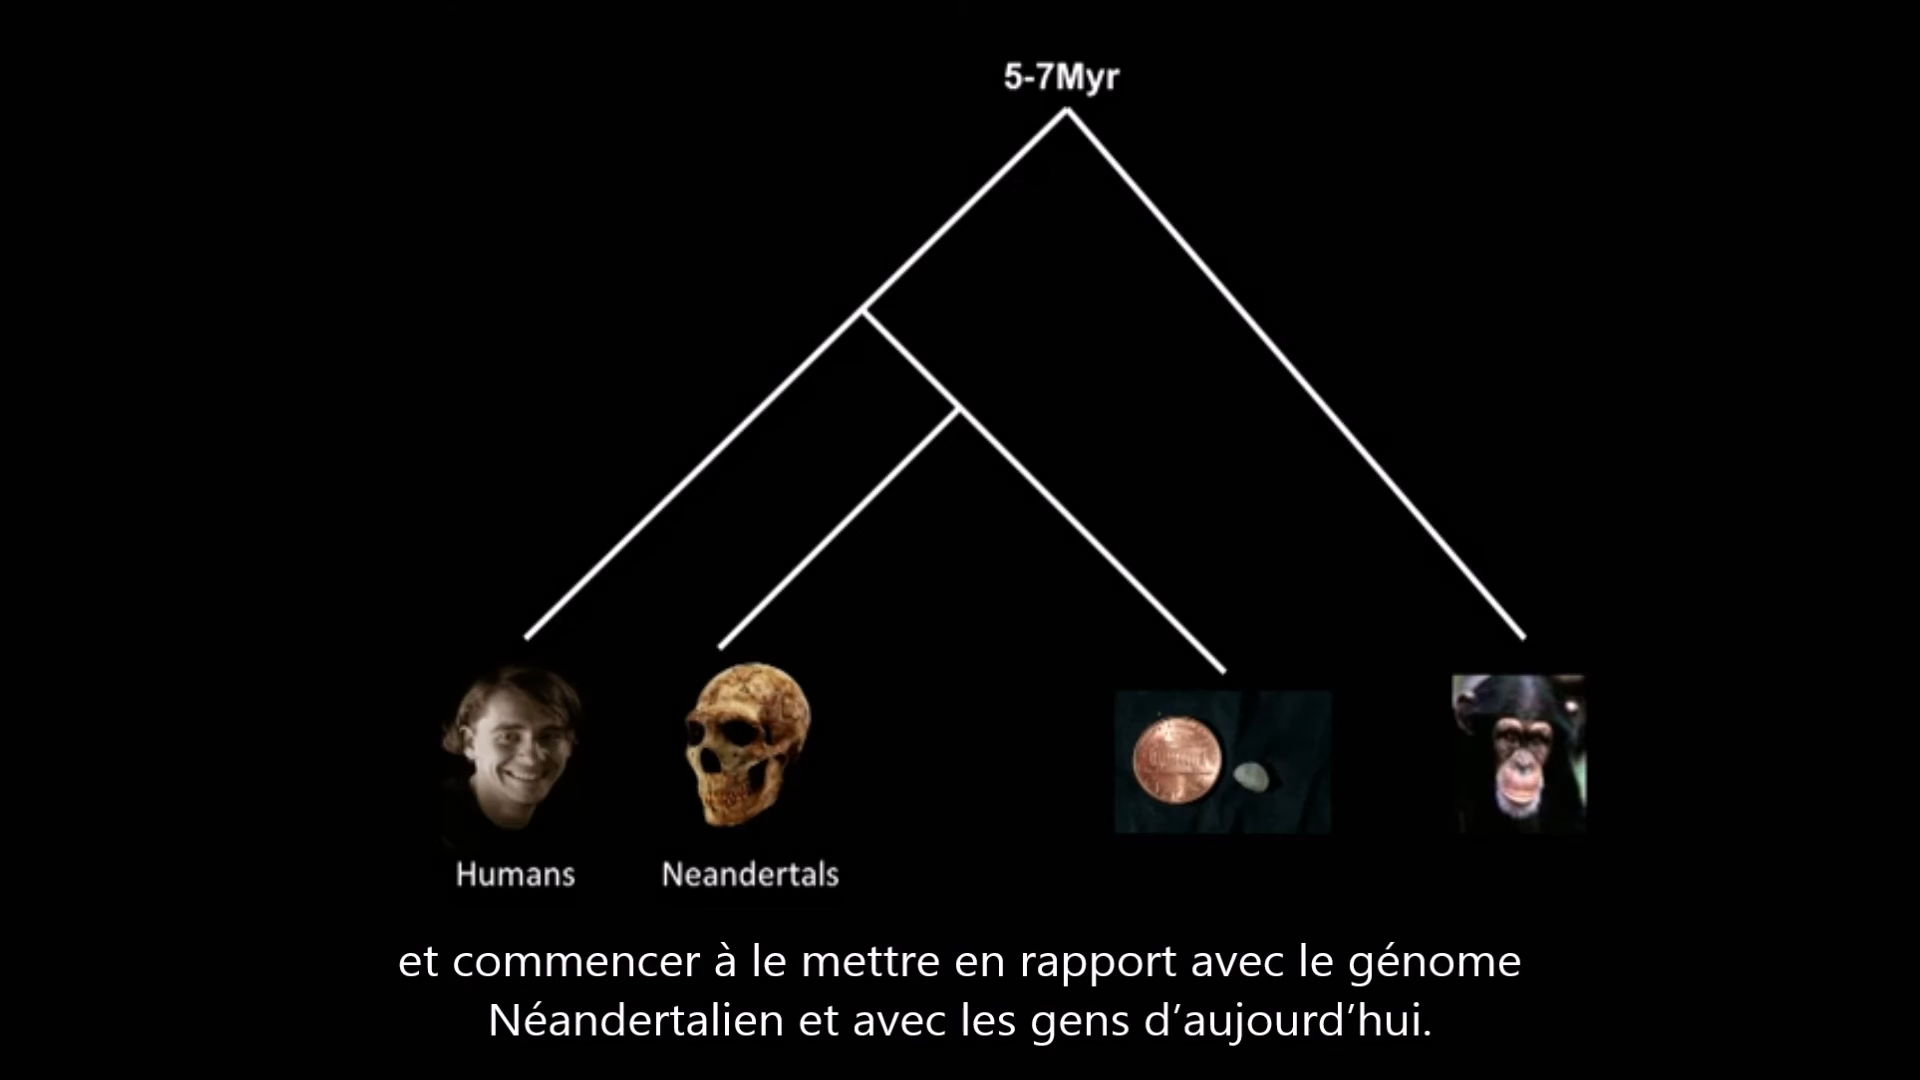 5-7Myr
Humans
Neandertals
et commencer à le mettre en rapport avec le génome
Néandertalien et avec les gens d’aujourd’hui.